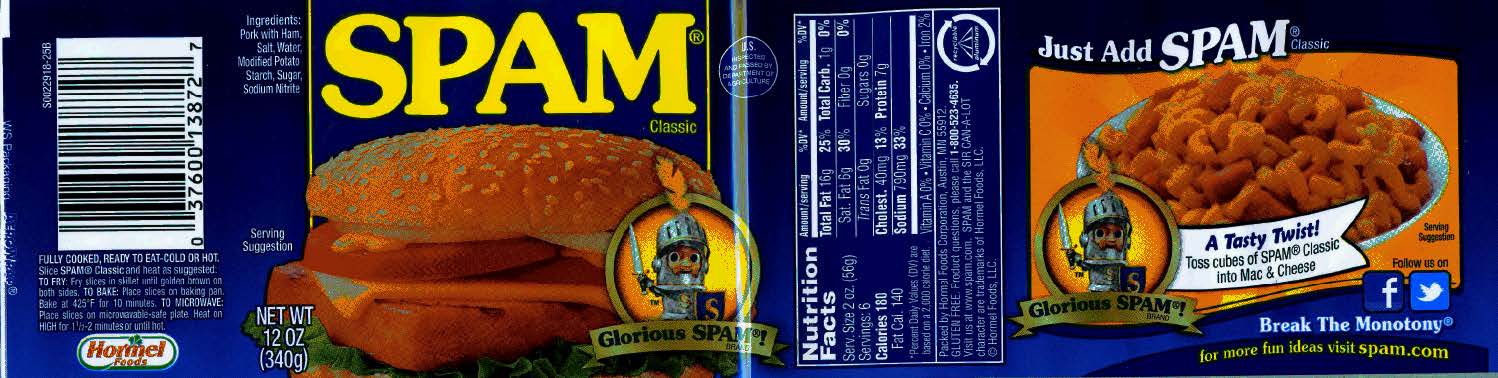 S0022918-25B
0 37600 13872 7
Ingredients:
Pork with Ham,
Salt, Water,
Modified Potato
Starch, Sugar,
Sodium Nitrite
FULLY COOKED, READY TO EAT-COLD OR HOT.
Slice SPAM® Classic and heat as suggested:
TO FRY: Fry slices in skillet until golden brown on
both sides. TO BAKE: Place slices on baking pan.
Bake at 425°F for 10 minutes. TO MICROWAVE:
Place slices on microwavable-safe plate. Heat on
HIGH for 1½-2 minutes or until hot.
Hormel
Foods
SPAM®
Classic
Serving
Suggestion
NET WT
12 OZ
(340g)
S
TM
Glorious SPAM®!
BRAND
U.S.
INSPECTED
AND PASSED BY
DEPARTMENT OF
AGRICULTURE
Nutrition
Facts
Serv. Size 2 oz. (56g)
Servings: 6
Calories 180
Fat Cal. 140
*Percent Daily Values (DV) are
based on a 2,000 calorie diet.
Amount/serving %DV* Amount/serving %DV*
Total Fat 16g 25% Total Carb. 1g 0%
Sat. Fat 6g 30% Fiber 0g 0%
Trans Fat 0g Sugars 0g
Cholest. 40mg 13% Protein 7g
Sodium 790mg 33%
Vitamin A 0% • Vitamin C 0% • Calcium 0% • Iron 2%
Packed by Hormel Foods Corporation, Austin, MN 55912
GLUTEN FREE. Product questions, please call 1-800-523-4635.
Visit us at www.spam.com. SPAM and the SIR CAN-A-LOT
character are trademarks of Hormel Foods, LLC.
© Hormel Foods, LLC.
recyclable
aluminum
Just Add SPAM®
Classic
A Tasty Twist!
Toss cubes of SPAM® Classic
into Mac & Cheese
Serving
Suggestion
S
TM
Glorious SPAM®!
BRAND
Follow us on
f
Break The Monotony®
for more fun ideas visit spam.com